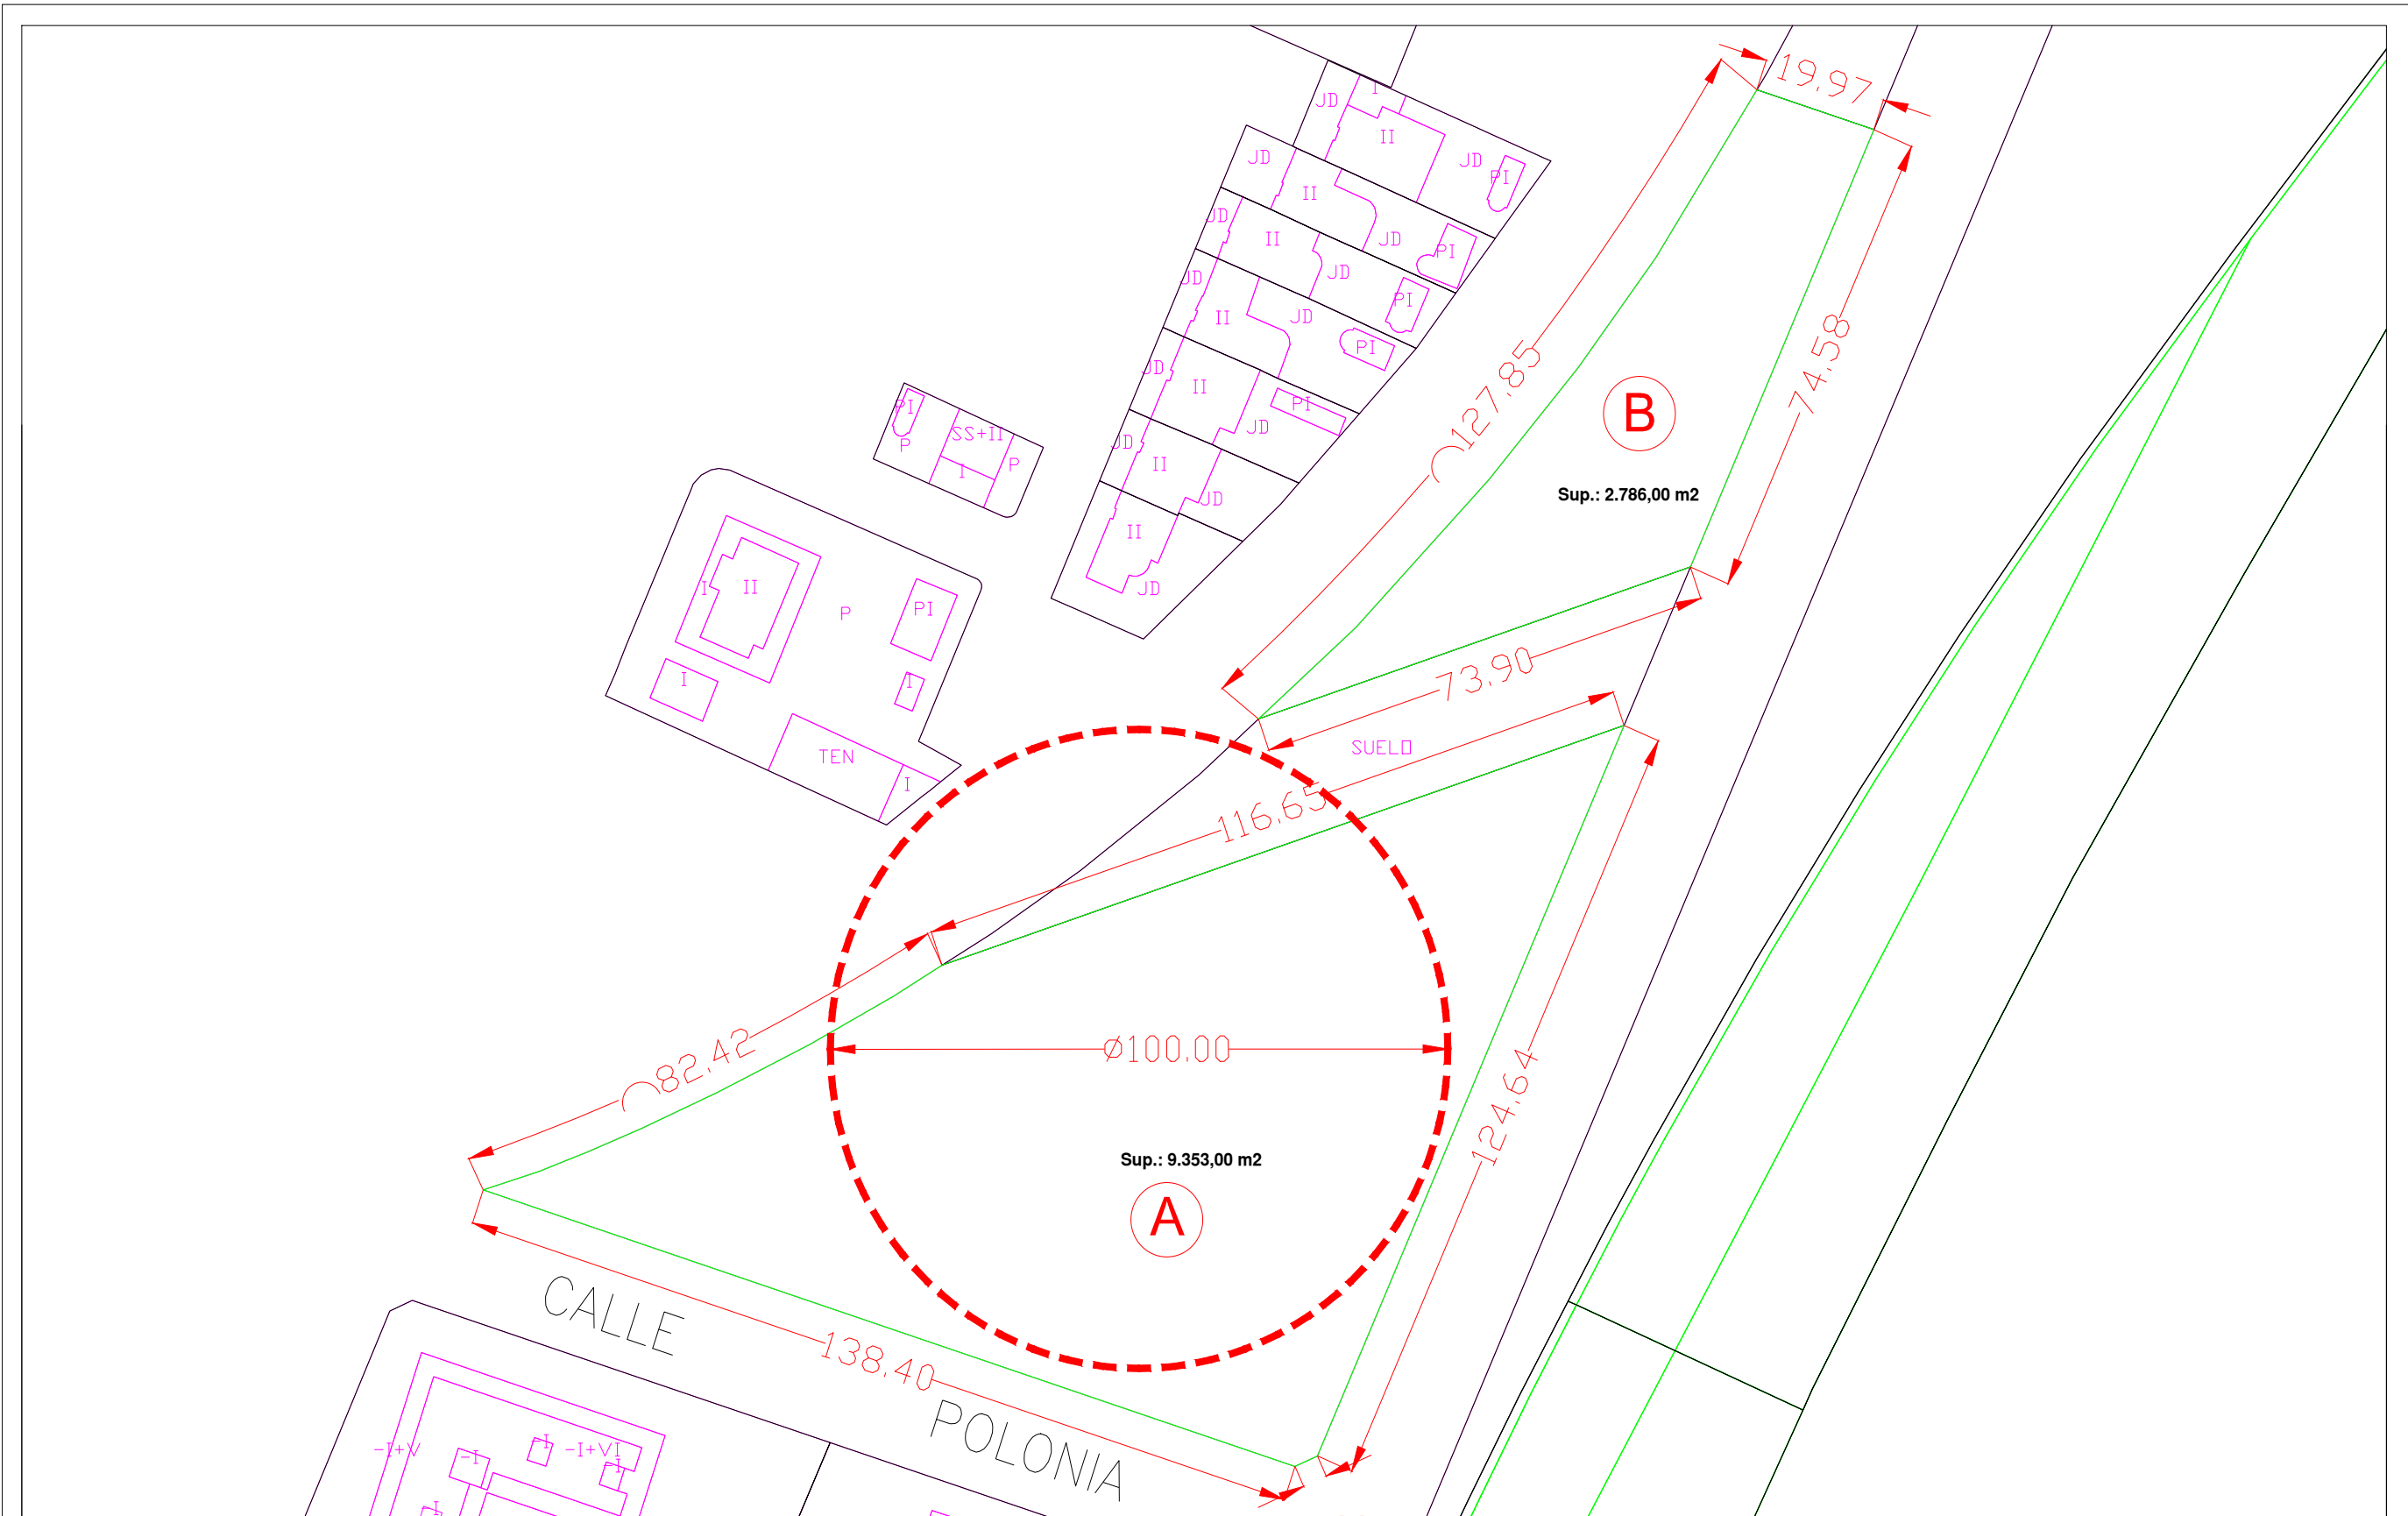 19.97
JD
I
II
JD
PI
JD
II
JD
PI
JD
II
JD
PI
JD
II
JD
PI
JD
II
PI
JD
JD
II
JD
II
JD
127.85
B
74.58
Sup.: 2.786,00 m2
PI
P
SS+II
I
P
I
II
P
PI
I
I
TEN
I
73.90
SUELO
116.65
82.42
ø100.00
124.64
Sup.: 9.353,00 m2
A
CALLE
138.40
POLONIA
-I+V
-I
-I
-I+VI
-I
-I